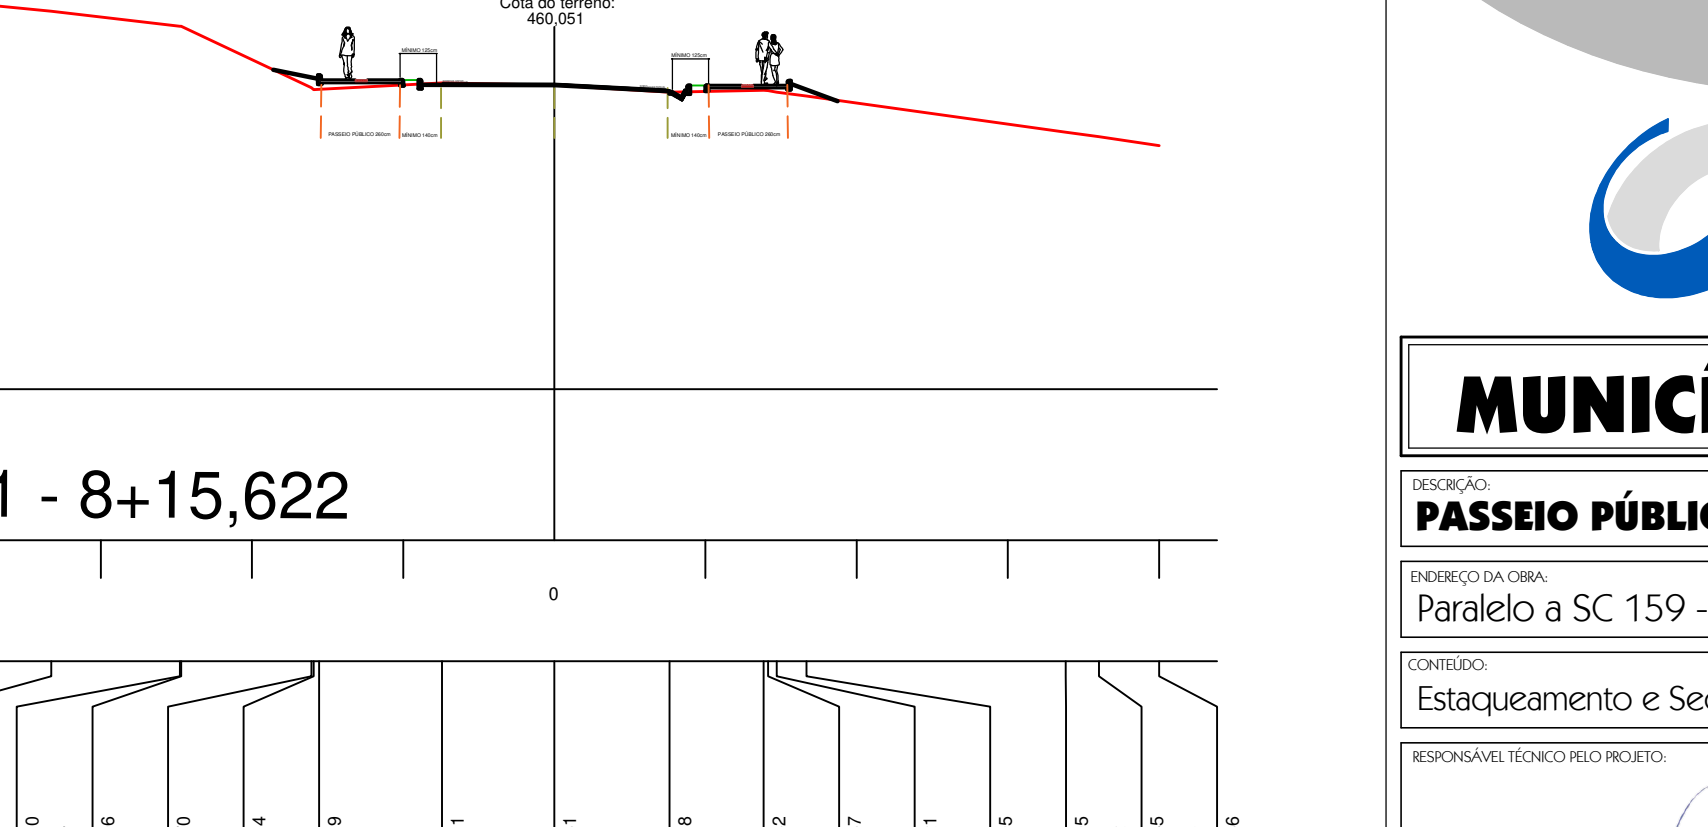 Cota do terreno:
460,051
MÍNIMO 125cm
MÍNIMO 125cm
PASSEIO PÚBLICO 260cm
MÍNIMO 140cm
MÍNIMO 140cm
PASSEIO PÚBLICO 260cm
1 - 8+15,622
0
MUNICÍ
DESCRIÇÃO:
PASSEIO PÚBLIC
ENDEREÇO DA OBRA:
Paralelo a SC 159 -
CONTEÚDO:
Estaqueamento e Sec
RESPONSÁVEL TÉCNICO PELO PROJETO: